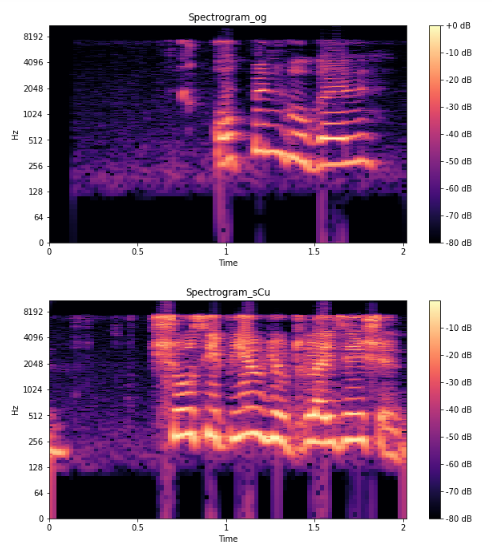 Spectrogram_og
8192
4096
2048
1024
512
256
128
64
0
Hz
0
0.5
1
1.5
2
Time
+0 dB
-10 dB
-20 dB
-30 dB
-40 dB
-50 dB
-60 dB
-70 dB
-80 dB
Spectrogram_sCu
8192
4096
2048
1024
512
256
128
64
0
Hz
0
0.5
1
1.5
2
Time
-10 dB
-20 dB
-30 dB
-40 dB
-50 dB
-60 dB
-70 dB
-80 dB